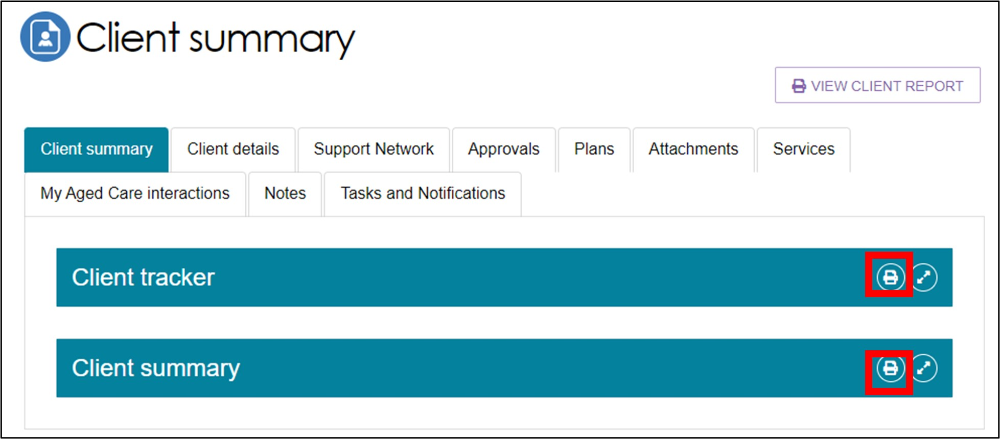 Client summary
VIEW CLIENT REPORT
Client summary Client details Support Network Approvals Plans Attachments Services
My Aged Care interactions Notes Tasks and Notifications
Client tracker
Client summary